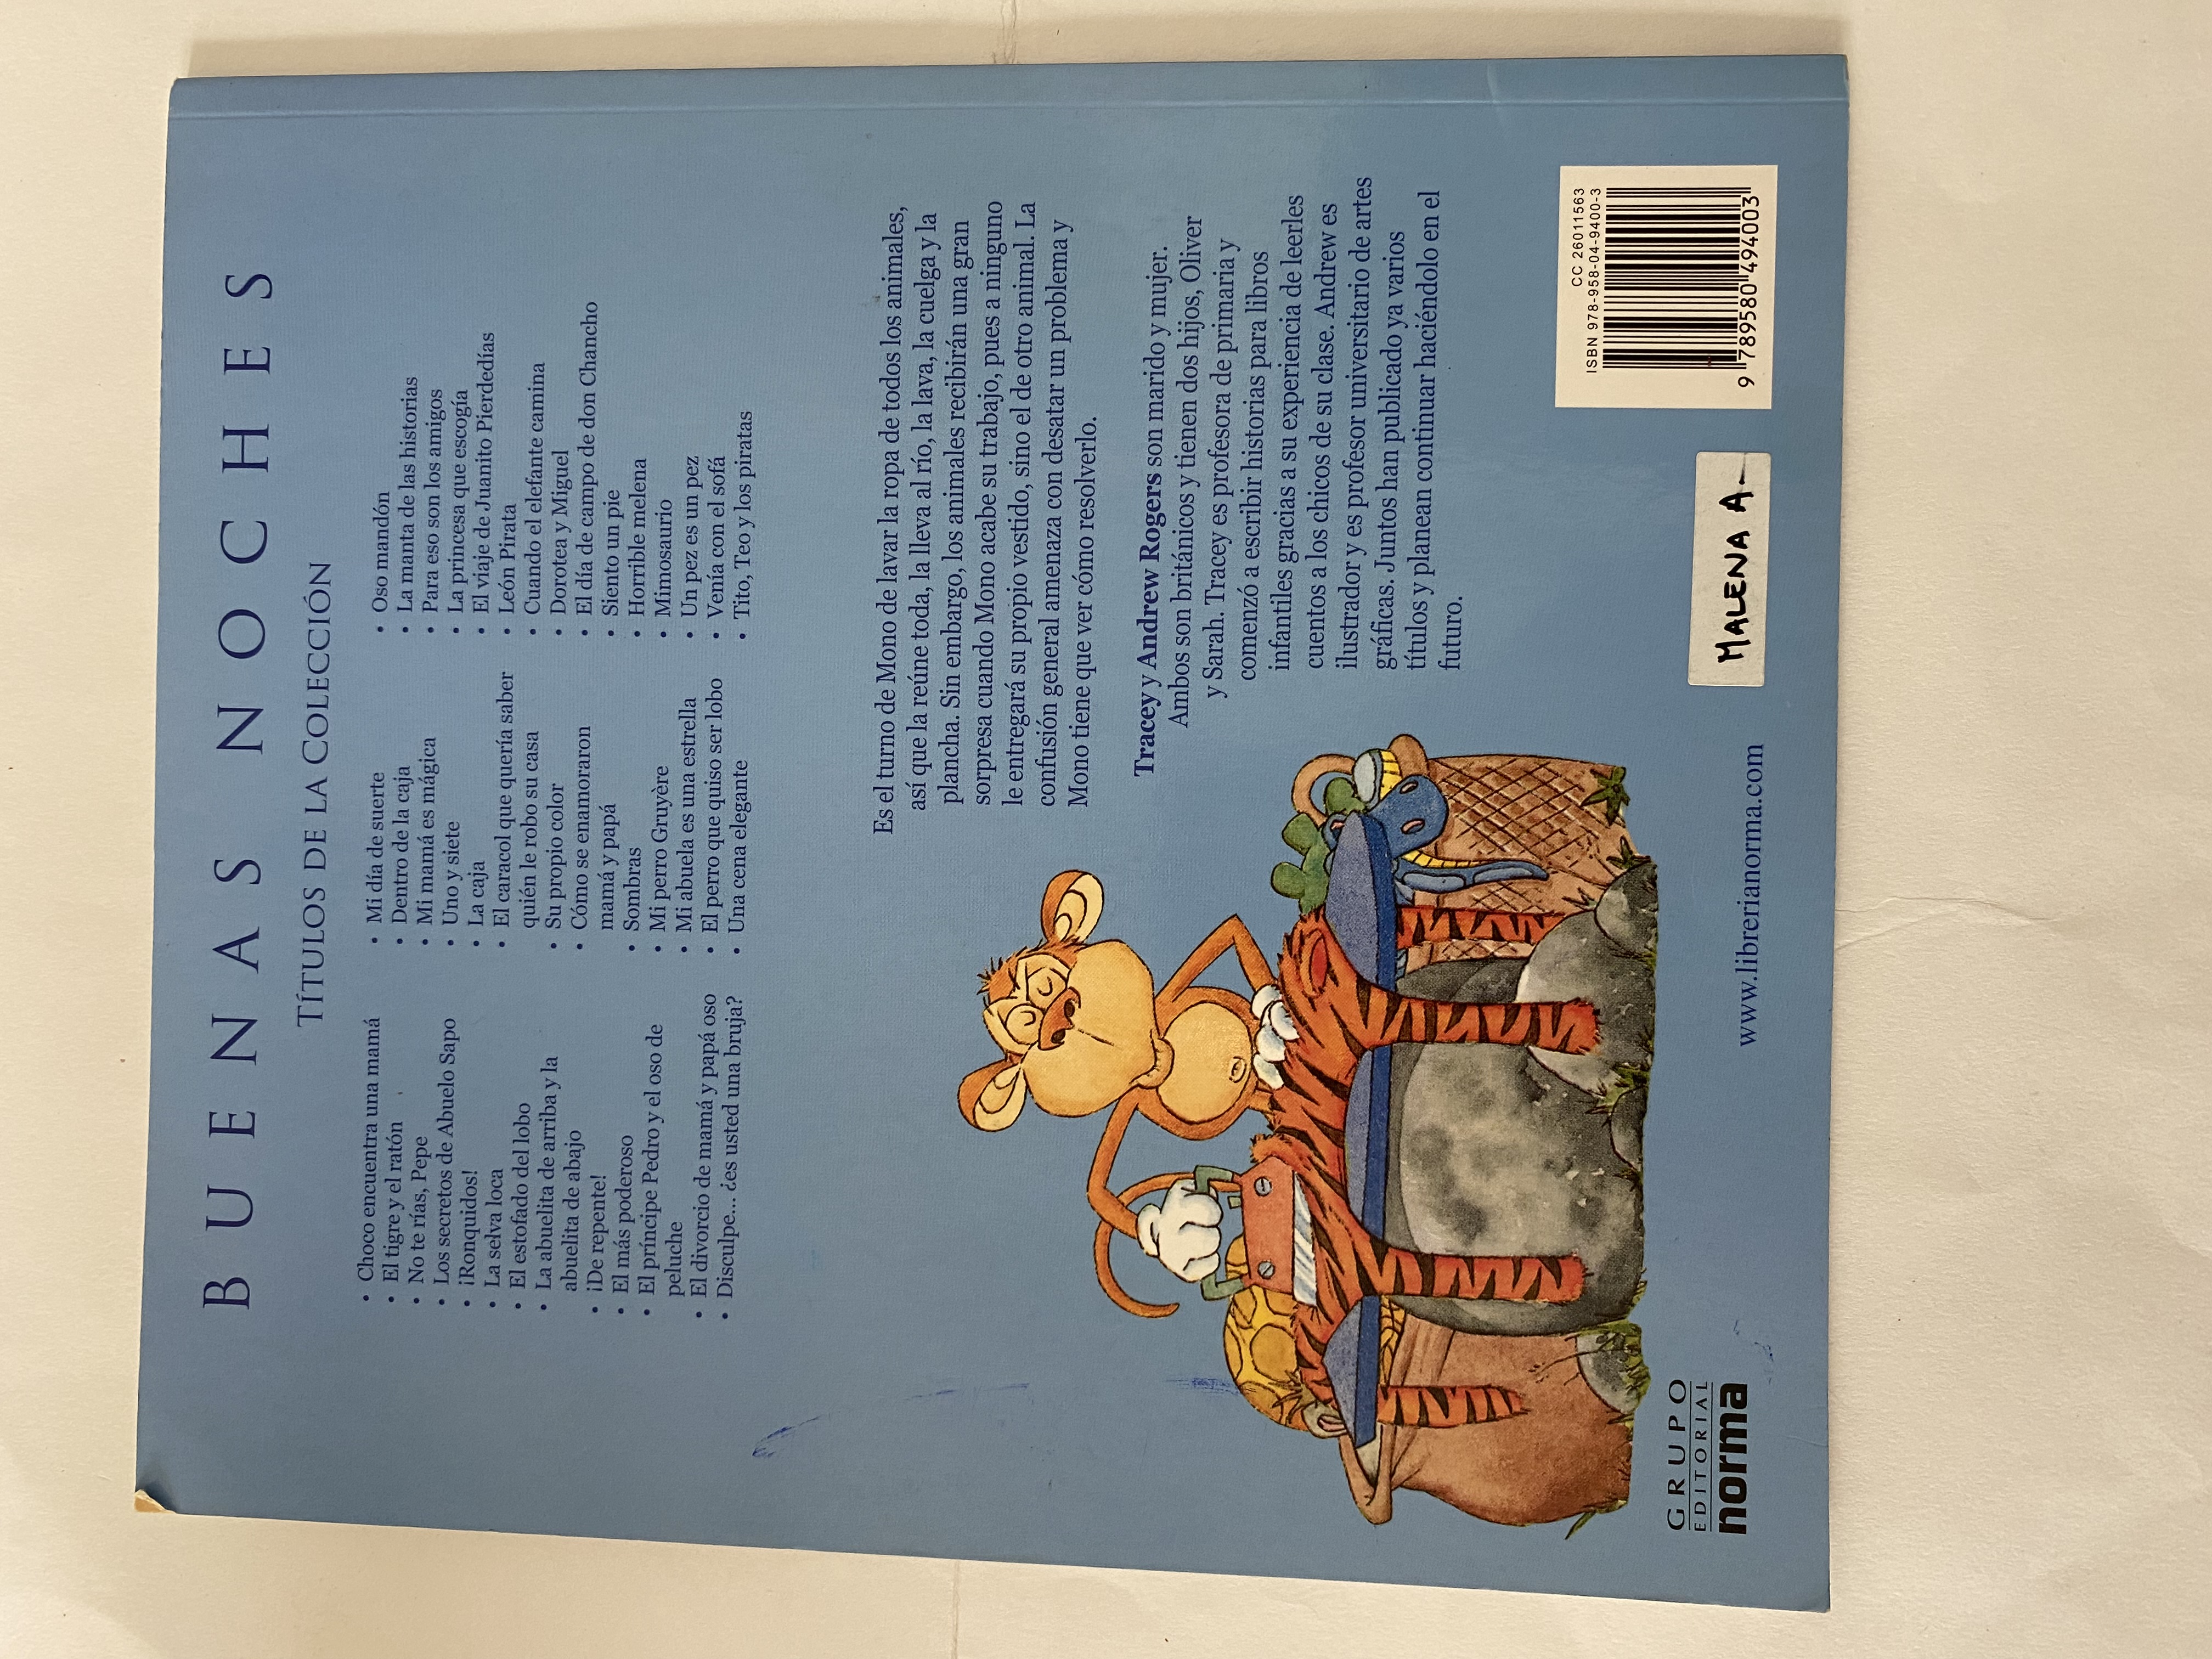 BUENAS NOCHES
TÍTULOS DE LA COLECCIÓN
• Choco encuentra una mamá
• El tigre y el ratón
• No te rías, Pepe
• Los secretos de Abuelo Sapo
• ¡Ronquidos!
• La selva loca
• El estofado del lobo
• La abuelita de arriba y la
abuelita de abajo
• ¡De repente!
• El más poderoso
• El príncipe Pedro y el oso de
peluche
• El divorcio de mamá y papá oso
• Disculpe... ¿es usted una bruja?
• Mi día de suerte
• Dentro de la caja
• Mi mamá es mágica
• Uno y siete
• La caja
• El caracol que quería saber
quién le robo su casa
• Su propio color
• Cómo se enamoraron
mamá y papá
• Sombras
• Mi perro Gruyère
• Mi abuela es una estrella
• El perro que quiso ser lobo
• Una cena elegante
• Oso mandón
• La manta de las historias
• Para eso son los amigos
• La princesa que escogía
• El viaje de Juanito Pierdedías
• León Pirata
• Cuando el elefante camina
• Dorotea y Miguel
• El día de campo de don Chancho
• Siento un pie
• Horrible melena
• Mimosaurio
• Un pez es un pez
• Venía con el sofá
• Tito, Teo y los piratas
Es el turno de Mono de lavar la ropa de todos los animales,
así que la reúne toda, la lleva al río, la lava, la cuelga y la
plancha. Sin embargo, los animales recibirán una gran
sorpresa cuando Mono acabe su trabajo, pues a ninguno
le entregará su propio vestido, sino el de otro animal. La
confusión general amenaza con desatar un problema y
Mono tiene que ver cómo resolverlo.
Tracey y Andrew Rogers son marido y mujer.
Ambos son británicos y tienen dos hijos, Oliver
y Sarah. Tracey es profesora de primaria y
comenzó a escribir historias para libros
infantiles gracias a su experiencia de leerles
cuentos a los chicos de su clase. Andrew es
ilustrador y es profesor universitario de artes
gráficas. Juntos han publicado ya varios
títulos y planean continuar haciéndolo en el
futuro.
GRUPO
EDITORIAL
norma
www.librerianorma.com
MALENA A.
CC 26011563
ISBN 978-958-04-9400-3
9 789580 494003